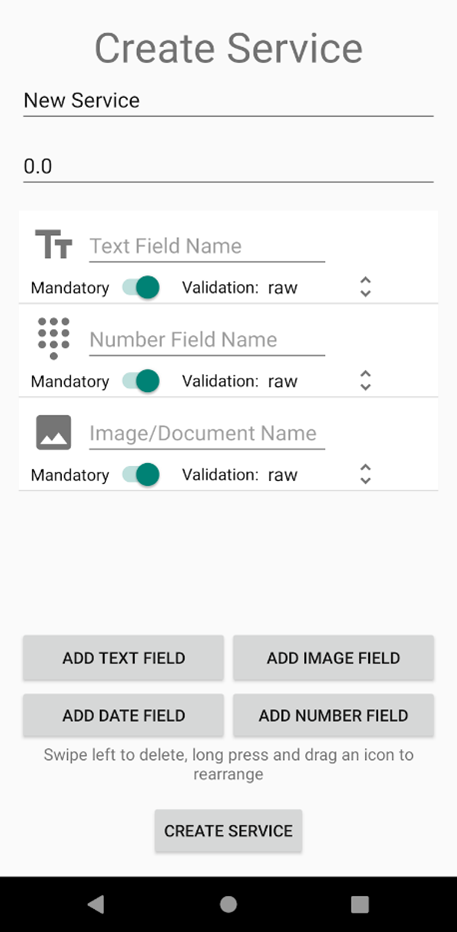 Create Service
New Service
0.0
Tт Text Field Name
Mandatory Validation: raw
Number Field Name
Mandatory Validation: raw
Image/Document Name
Mandatory Validation: raw
ADD TEXT FIELD ADD IMAGE FIELD
ADD DATE FIELD ADD NUMBER FIELD
Swipe left to delete, long press and drag an icon to
rearrange
CREATE SERVICE